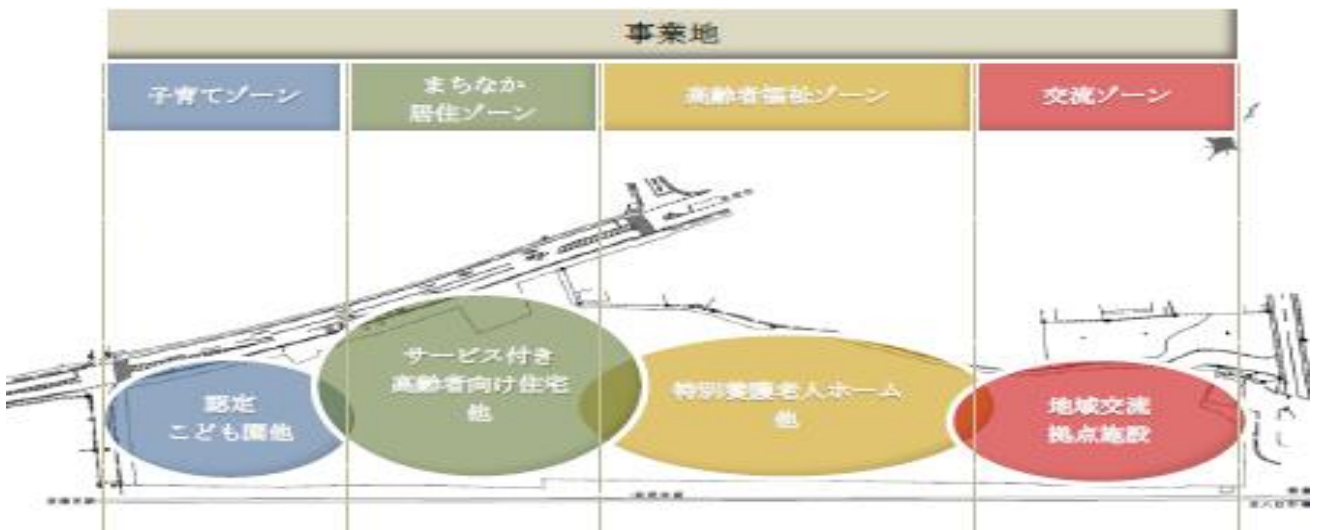 事業地
子育てゾーン
まちなか
居住ゾーン
高齢者福祉ゾーン
交流ゾーン
サービス付き
高齢者向け住宅
他
認定
こども園他
特別養護老人ホーム
他
地域交流
拠点施設